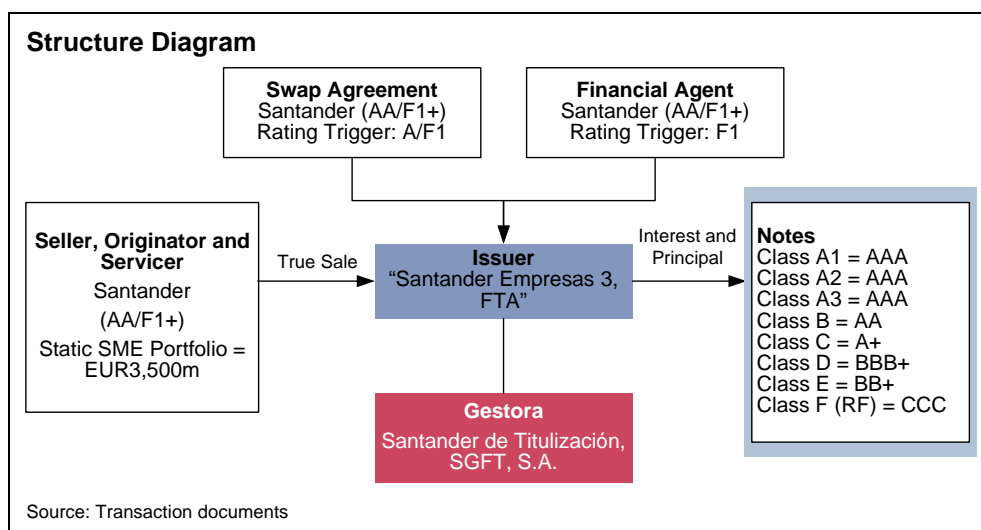 Structure Diagram
Swap Agreement
Santander (AA/F1+)
Rating Trigger: A/F1
Financial Agent
Santander (AA/F1+)
Rating Trigger: F1
Seller, Originator and
Servicer
Santander
(AA/F1+)
Static SME Portfolio =
EUR3,500m
True Sale
Issuer
“Santander Empresas 3,
FTA”
Interest and
Principal
Notes
Class A1 = AAA
Class A2 = AAA
Class A3 = AAA
Class B = AA
Class C = A+
Class D = BBB+
Class E = BB+
Class F (RF) = CCC
Gestora
Santander de Titulización,
SGFT, S.A.
Source: Transaction documents